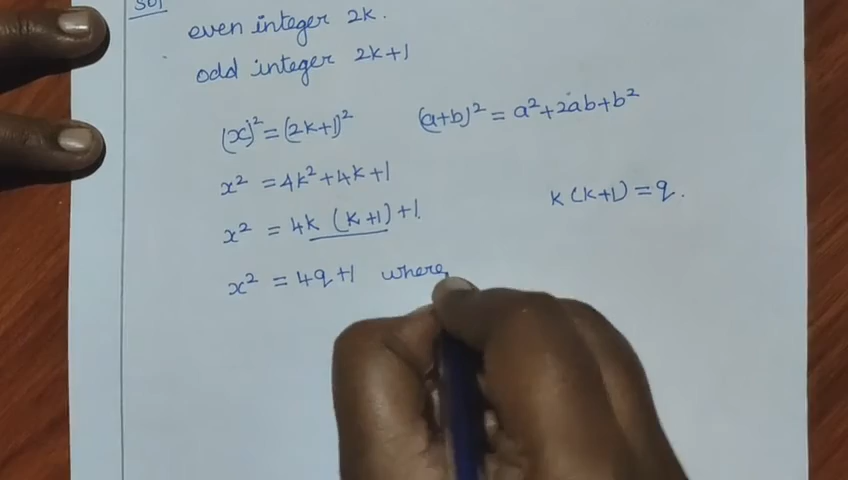 Sol
even integer 2k.
odd integer 2k+1
(x)² = (2k+1)² (a+b)² = a²+2ab+b²
x² = 4k²+4k+1
x² = 4k (k+1)+1. k(k+1) = q.
x² = 4q+1 where